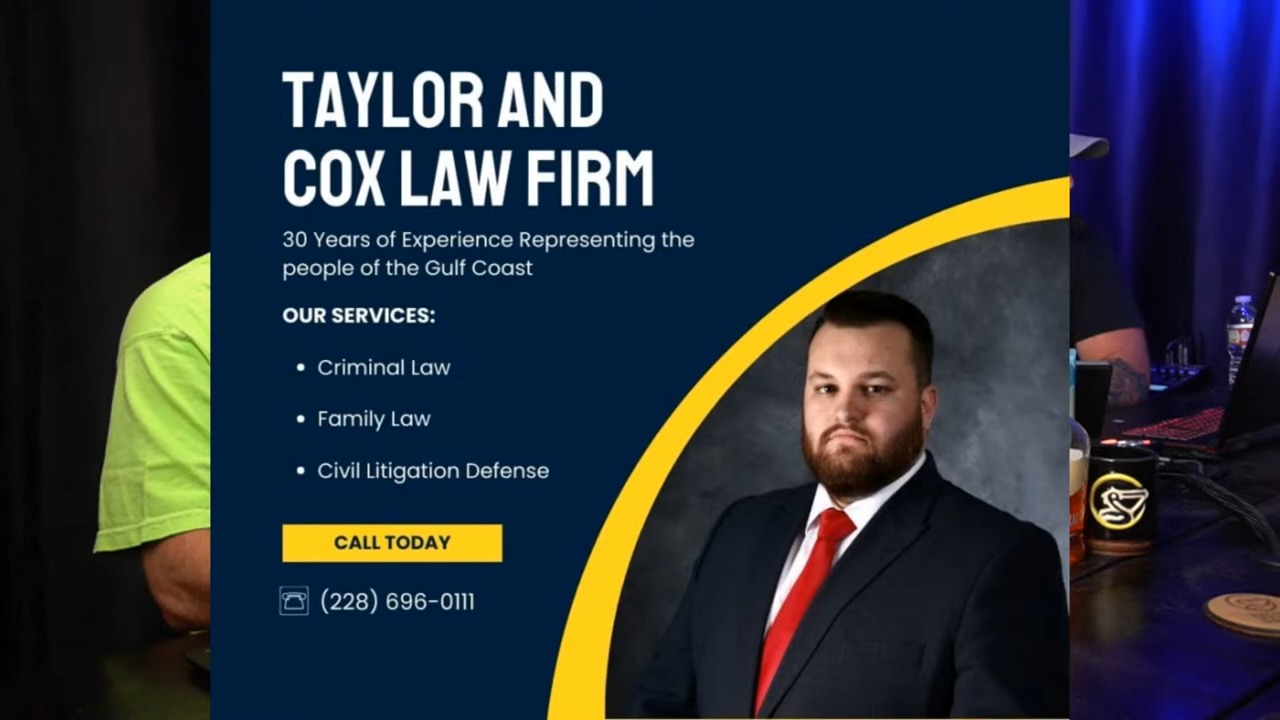 TAYLOR AND
COX LAW FIRM
30 Years of Experience Representing the
people of the Gulf Coast
OUR SERVICES:
• Criminal Law
• Family Law
• Civil Litigation Defense
CALL TODAY
(228) 696-0111